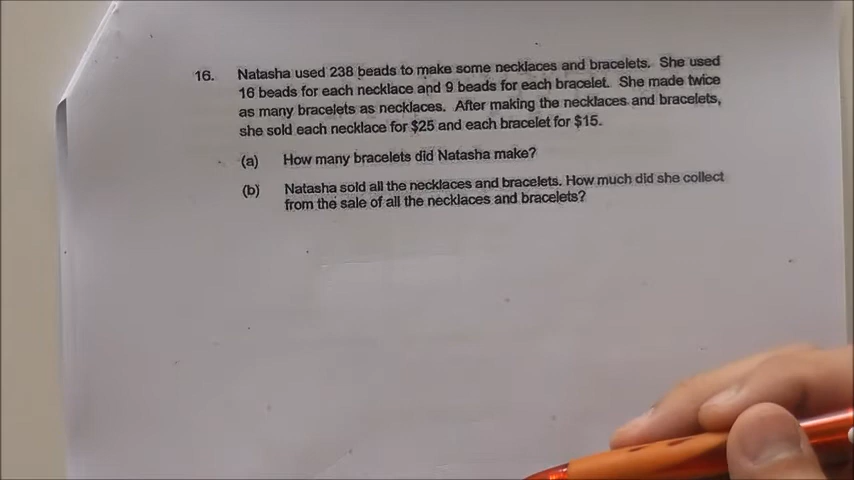 16. Natasha used 238 beads to make some necklaces and bracelets. She used
16 beads for each necklace and 9 beads for each bracelet. She made twice
as many bracelets as necklaces. After making the necklaces and bracelets,
she sold each necklace for $25 and each bracelet for $15.
(a) How many bracelets did Natasha make?
(b) Natasha sold all the necklaces and bracelets. How much did she collect
from the sale of all the necklaces and bracelets?